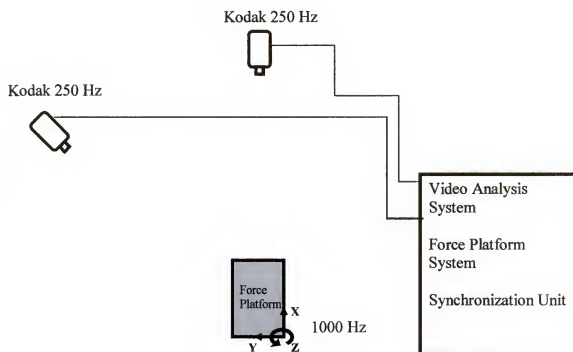 Kodak 250 Hz
Kodak 250 Hz
Video Analysis
System
Force Platform
System
Synchronization Unit
Force
Platform
X
Y
Z
1000 Hz